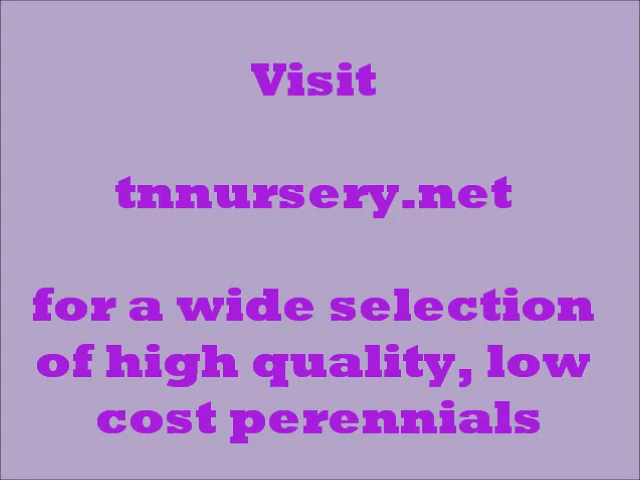 Visit
tnnursery.net
for a wide selection
of high quality, low
cost perennials